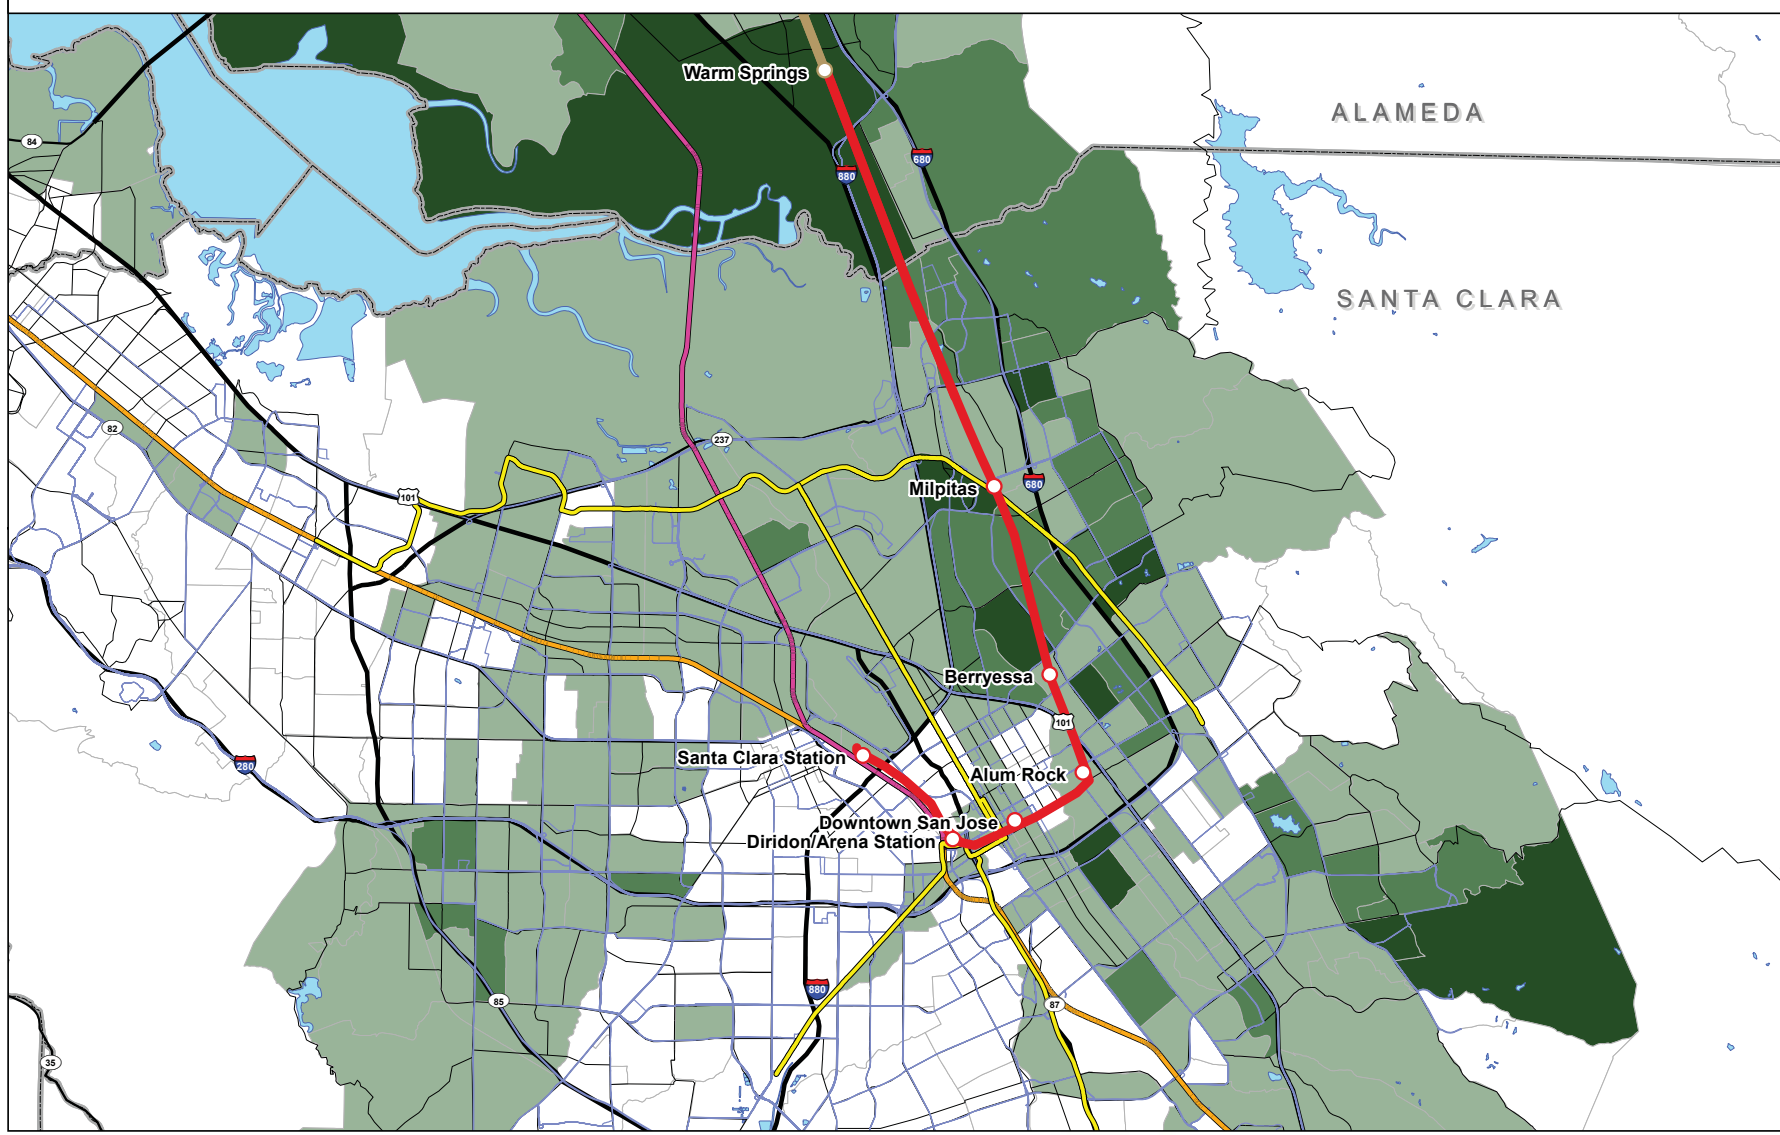 Warm Springs
ALAMEDA
84
680
880
SANTA CLARA
82
237
101
Milpitas
680
Berryessa
101
Santa Clara Station
280
Alum Rock
Downtown San Jose
Diridon/Arena Station
880
85
87
35